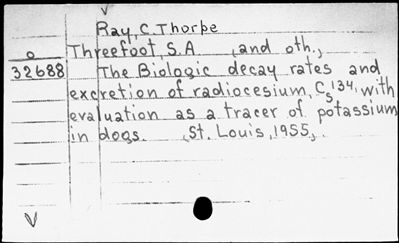 Ray, C. Thorpe
o Threefoot, S.A. , and oth.,
32688 The Biologic decay rates and
excretion of radiocesium, Cs134, with
evaluation as a tracer of potassium
in dogs. , St. Louis, 1955, .